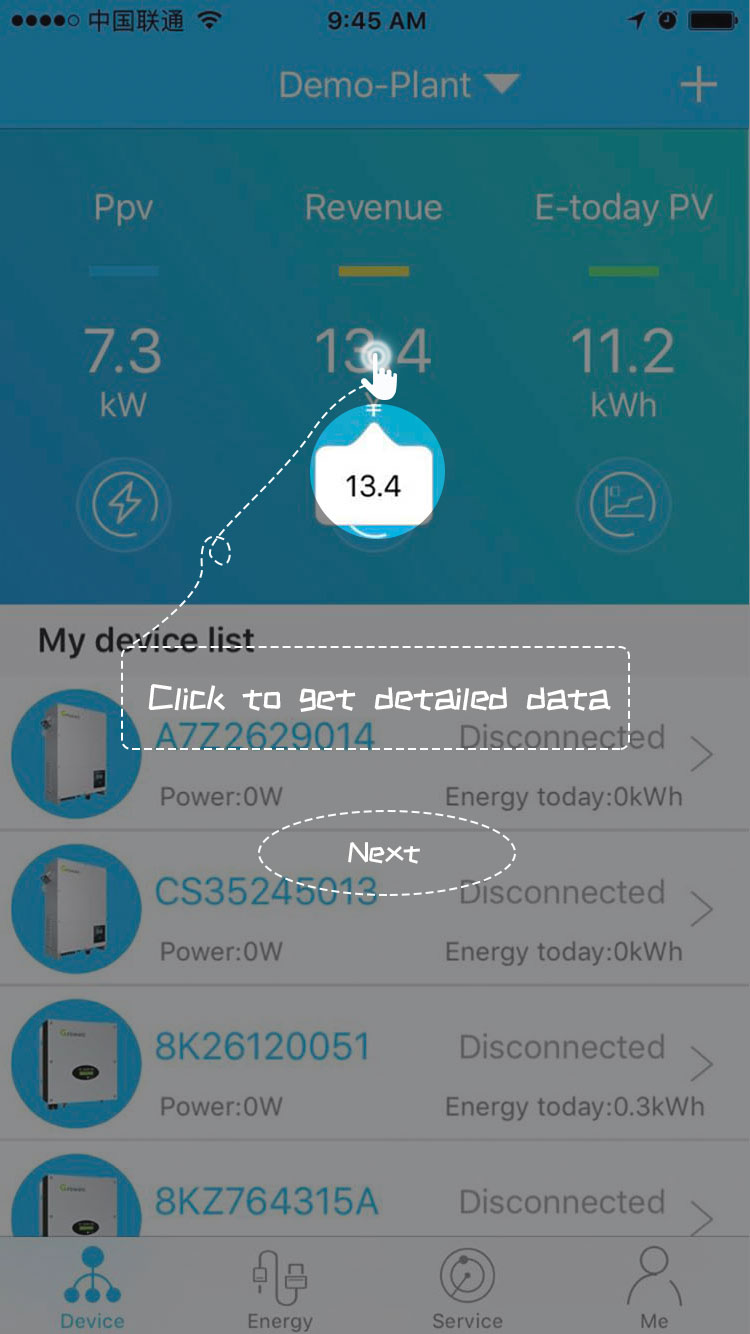 中国联通
9:45 AM
Demo-Plant
Ppv Revenue E-today PV
7.3 13.4 11.2
kW ¥ kWh
13.4
My device list
Click to get detailed data
A7Z2629014 Disconnected
Power:0W Energy today:0kWh
Next
CS35245013 Disconnected
Power:0W Energy today:0kWh
8K26120051 Disconnected
Power:0W Energy today:0.3kWh
8KZ764315A Disconnected
Device Energy Service Me